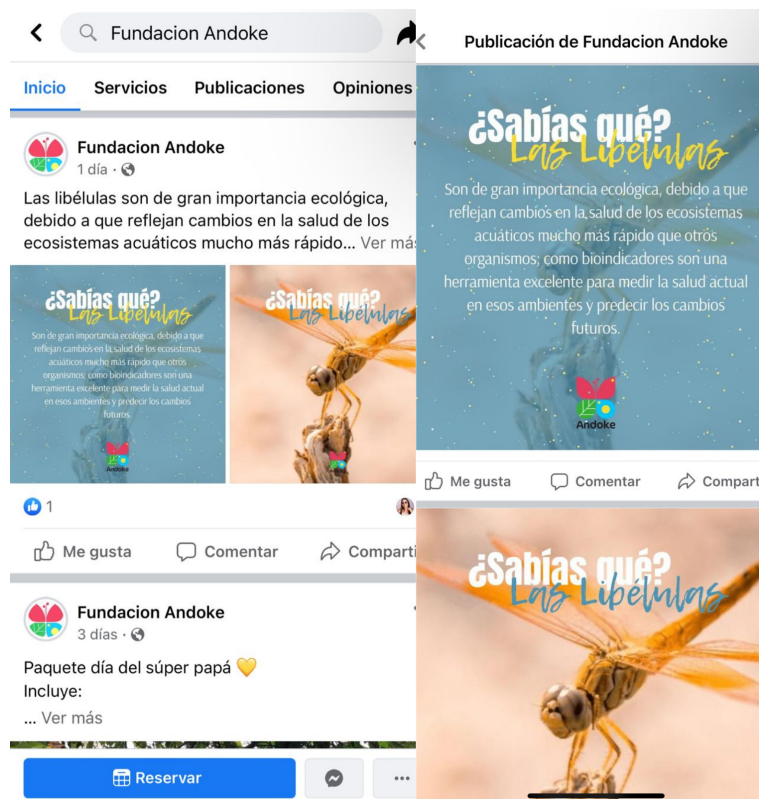 Fundacion Andoke
Inicio Servicios Publicaciones Opiniones
Fundacion Andoke
1 día ·
Las libélulas son de gran importancia ecológica,
debido a que reflejan cambios en la salud de los
ecosistemas acuáticos mucho más rápido... Ver más
¿Sabías qué?
Las Libélulas
Son de gran importancia ecológica, debido a que
reflejan cambios en la salud de los ecosistemas
acuáticos mucho más rápido que otros
organismos; como bioindicadores son una
herramienta excelente para medir la salud actual
en esos ambientes y predecir los cambios
futuros.
Andoke
¿Sabías qué?
Las Libélulas
1
Me gusta Comentar Comparti
Fundacion Andoke
3 días ·
Paquete día del súper papá 💛
Incluye:
... Ver más
Reservar
Publicación de Fundacion Andoke
¿Sabías qué?
Las Libélulas
Son de gran importancia ecológica, debido a que
reflejan cambios en la salud de los ecosistemas
acuáticos mucho más rápido que otros
organismos; como bioindicadores son una
herramienta excelente para medir la salud actual
en esos ambientes y predecir los cambios
futuros.
Andoke
Me gusta Comentar Compart
¿Sabías qué?
Las Libélulas